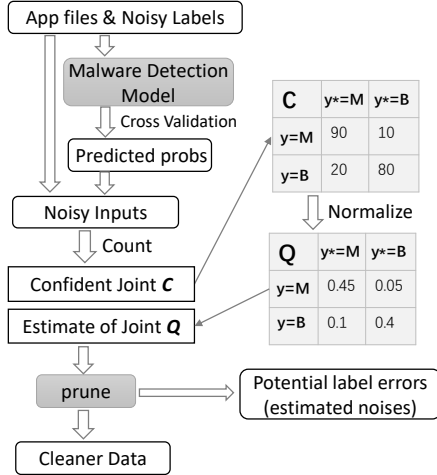 App files & Noisy Labels
Malware Detection
Model
Cross Validation
Predicted probs
Noisy Inputs
Count
Confident Joint C
Estimate of Joint Q
prune
Cleaner Data
Potential label errors
(estimated noises)
C y*=M y*=B
y=M 90 10
y=B 20 80
Normalize
Q y*=M y*=B
y=M 0.45 0.05
y=B 0.1 0.4